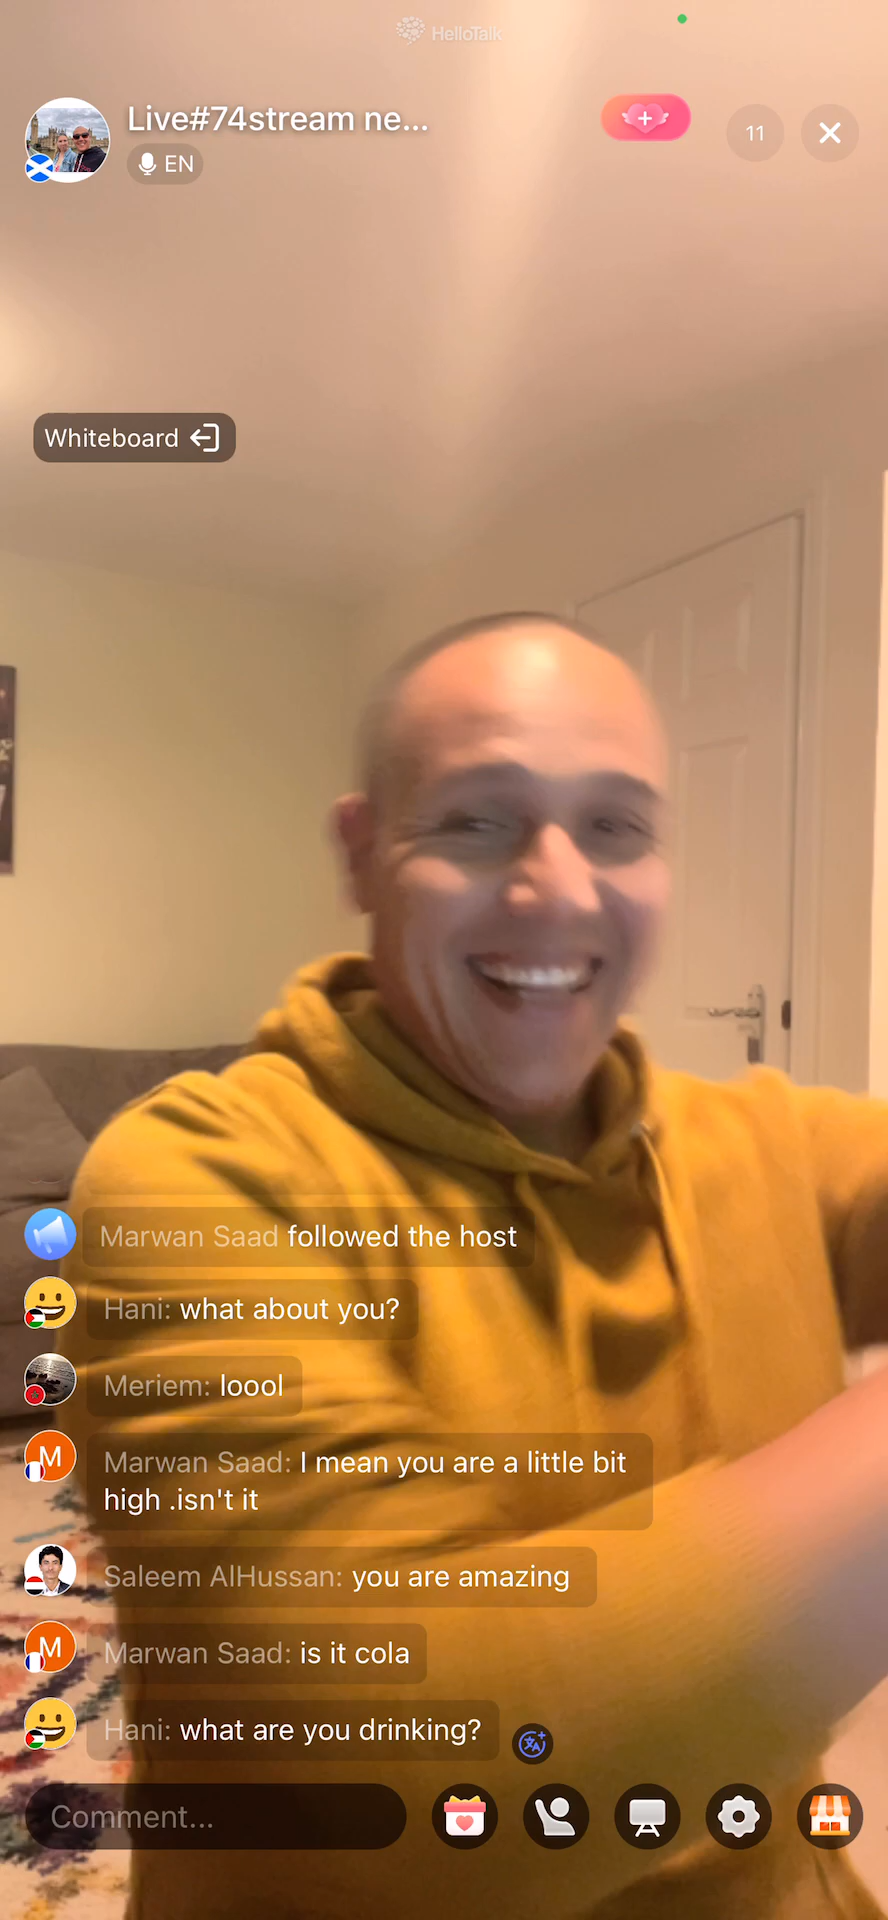 HelloTalk
Live#74stream ne...
EN
11
Whiteboard
Marwan Saad followed the host
Hani: what about you?
Meriem: loool
M
Marwan Saad: I mean you are a little bit
high .isn't it
Saleem AlHussan: you are amazing
M
Marwan Saad: is it cola
Hani: what are you drinking?
Comment...